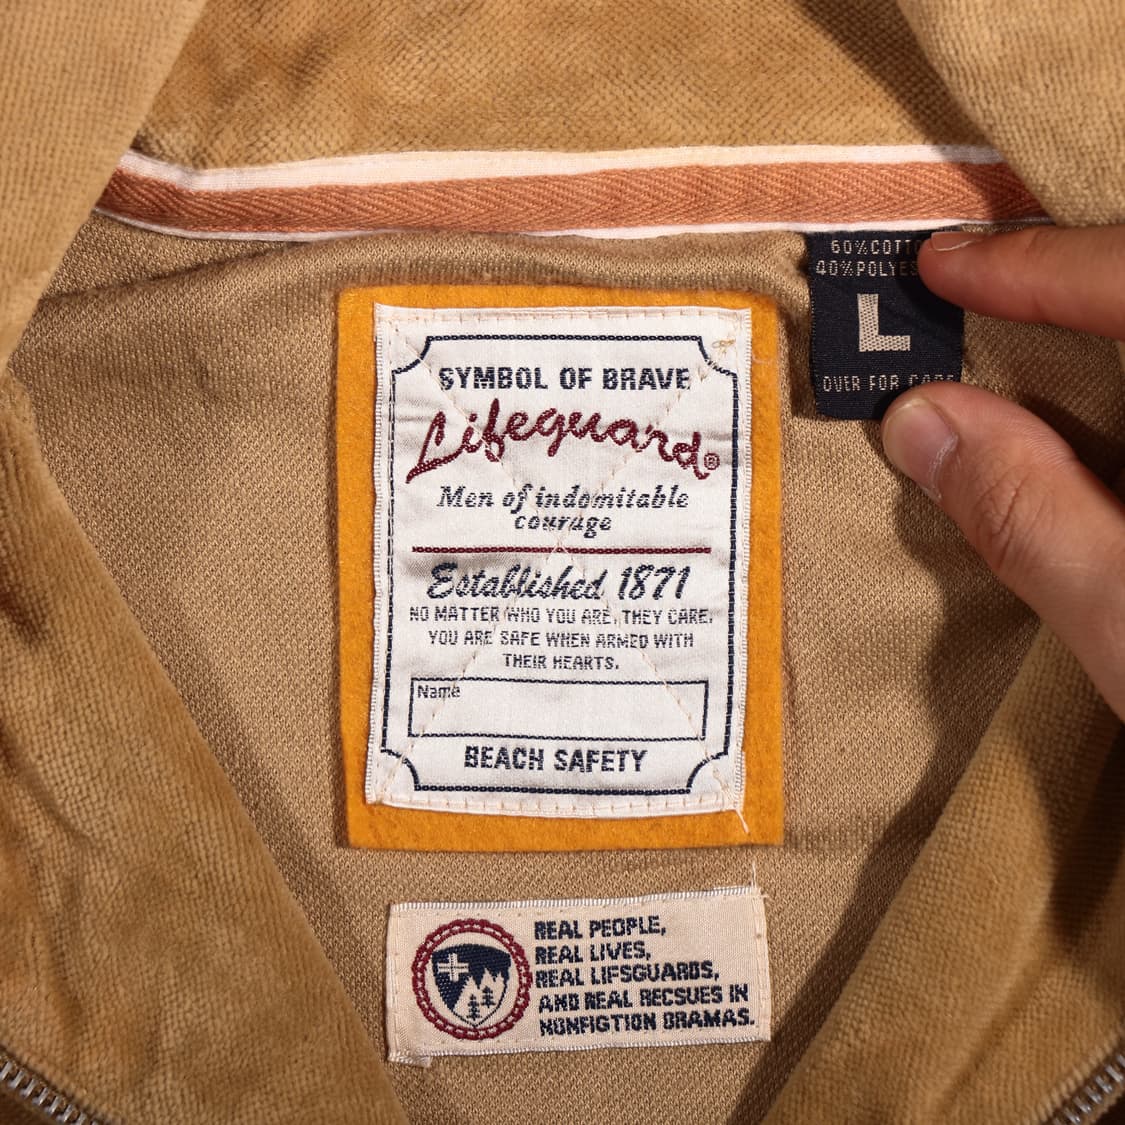 60%COTTO
40%POLYES
L
OVER FOR CARE
SYMBOL OF BRAVE
Lifeguard®
Men of indomitable
courage
Established 1871
NO MATTER WHO YOU ARE, THEY CARE,
YOU ARE SAFE WHEN ARMED WITH
THEIR HEARTS.
Name
BEACH SAFETY
REAL PEOPLE,
REAL LIVES,
REAL LIFSGUARDS,
AND REAL RECSUES IN
NONFIGTION DRAMAS.